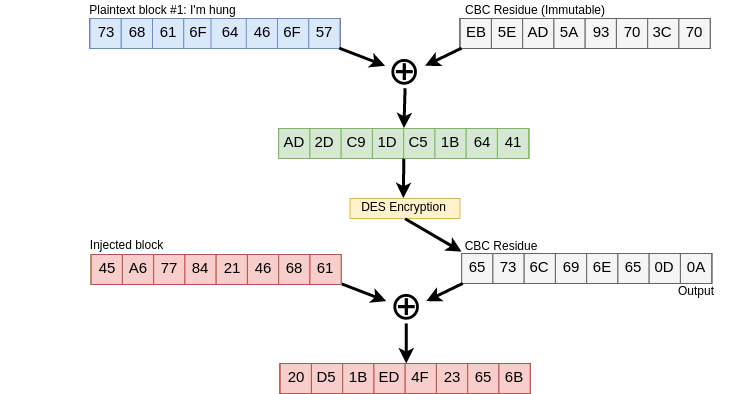 Plaintext block #1: I'm hung
CBC Residue (Immutable)
73 68 61 6F 64 46 6F 57
EB 5E AD 5A 93 70 3C 70
AD 2D C9 1D C5 1B 64 41
DES Encryption
Injected block
CBC Residue
45 A6 77 84 21 46 68 61
65 73 6C 69 6E 65 0D 0A
Output
20 D5 1B ED 4F 23 65 6B